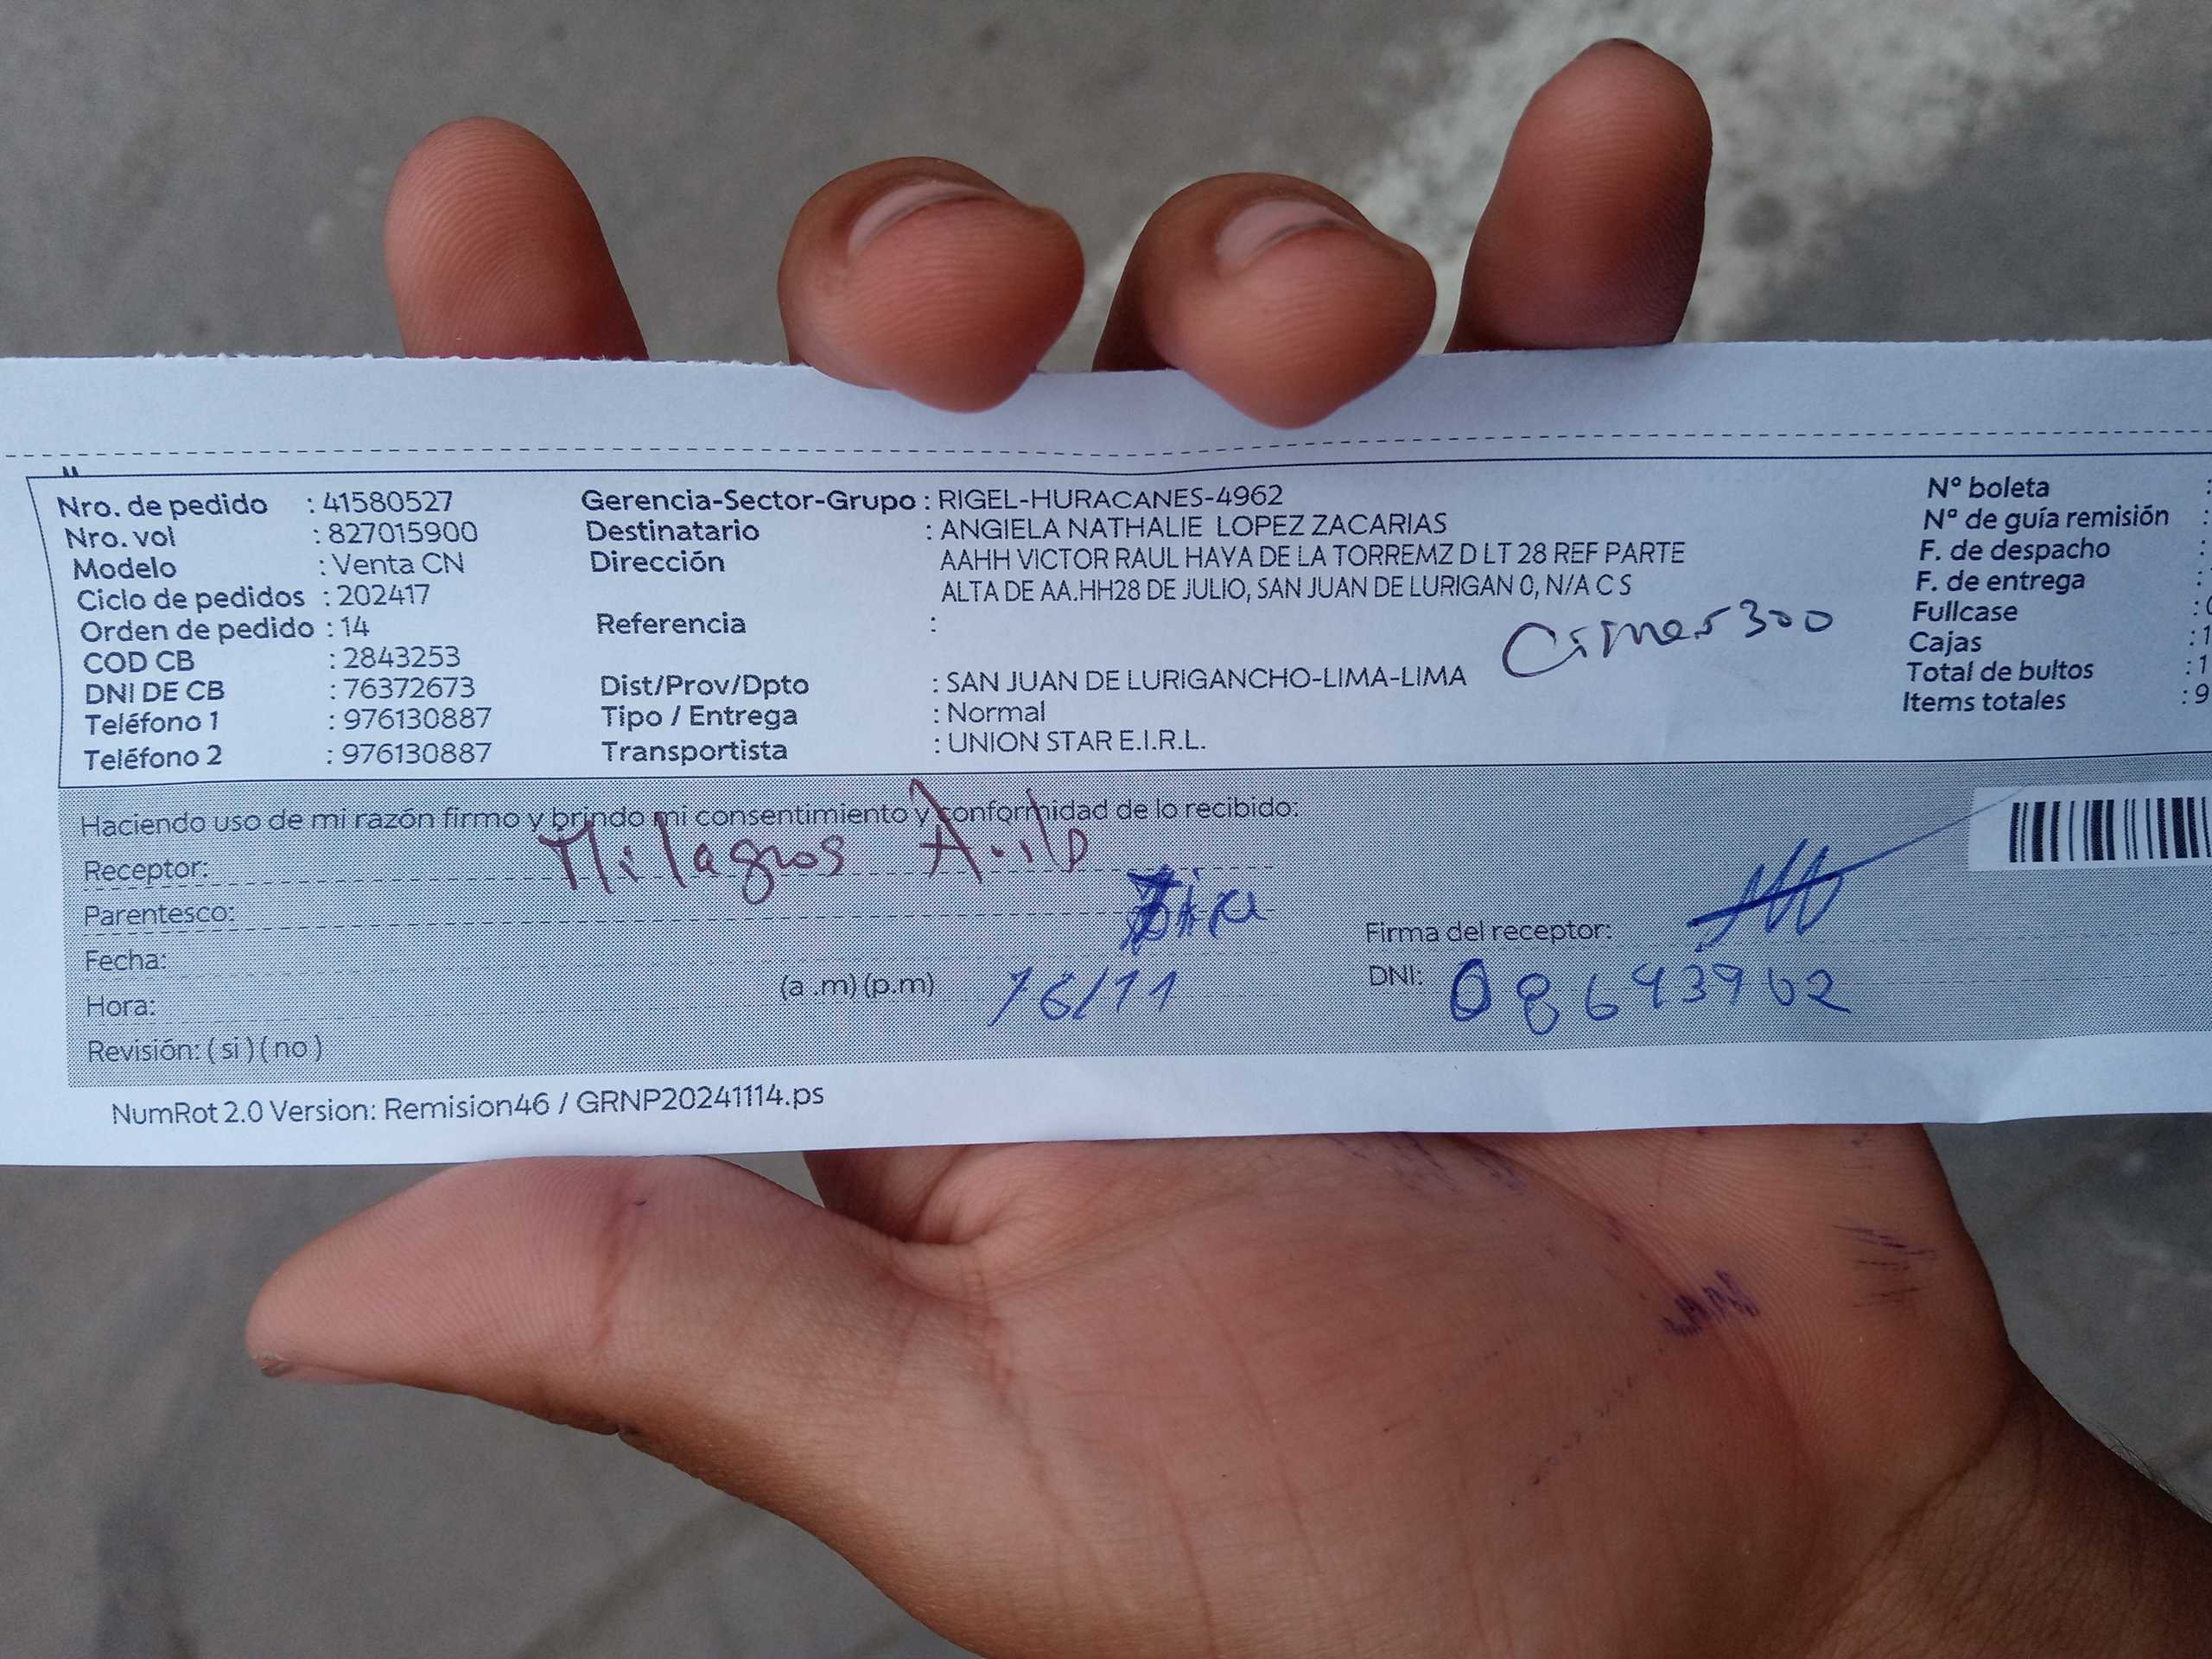 Nro. de pedido : 41580527
Nro. vol : 827015900
Modelo : Venta CN
Ciclo de pedidos : 202417
Orden de pedido : 14
COD CB : 2843253
DNI DE CB : 76372673
Teléfono 1 : 976130887
Teléfono 2 : 976130887
Gerencia-Sector-Grupo : RIGEL-HURACANES-4962
Destinatario : ANGIELA NATHALIE LOPEZ ZACARIAS
Dirección AAHH VICTOR RAUL HAYA DE LA TORREMZ D LT 28 REF PARTE
ALTA DE AA.HH28 DE JULIO, SAN JUAN DE LURIGAN 0, N/A C S
Referencia :
Dist/Prov/Dpto : SAN JUAN DE LURIGANCHO-LIMA-LIMA
Tipo / Entrega : Normal
Transportista : UNION STAR E.I.R.L.
300
N° boleta :
N° de guía remisión :
F. de despacho :
F. de entrega :
Fullcase :
Cajas :1
Total de bultos :1
Items totales :9
Haciendo uso de mi razón firmo y brindo mi consentimiento y conformidad de lo recibido:
Receptor: Milagros
Parentesco:
Fecha:
Hora: (a .m) (p.m) 16/11
Revisión: ( si ) ( no )
Firma del receptor:
DNI: 08643962
NumRot 2.0 Version: Remision46 / GRNP20241114.ps